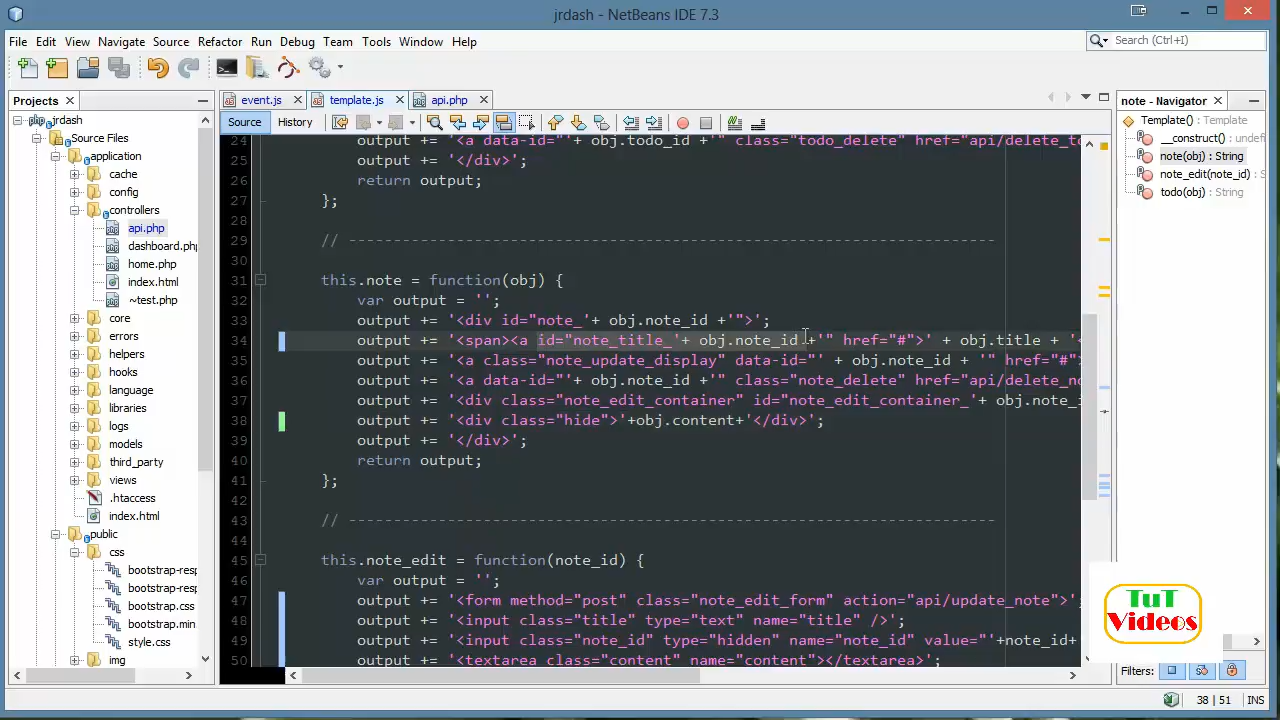 jrdash - NetBeans IDE 7.3
File Edit View Navigate Source Refactor Run Debug Team Tools Window Help
Search (Ctrl+I)
Projects
event.js template.js api.php
note - Navigator
Source History
Template() :
__construct() : undefi
note(obj) : String
note_edit(note_id) : S
todo(obj) : String
jrdash
Source Files
application
cache
config
controllers
api.php
dashboard.php
home.php
index.html
~test.php
core
errors
helpers
hooks
language
libraries
logs
models
third_party
views
.htaccess
index.html
public
css
bootstrap-resp
bootstrap-resp
bootstrap.css
bootstrap.min
style.css
img
24 output += '<a data-id="'+ obj.todo_id +'" class="todo_delete" href="api/delete_to
25 output += '</div>';
26 return output;
27 };
28
29 // ------------------------------------------------------------------------
30
31 this.note = function(obj) {
32 var output = '';
33 output += '<div id="note_'+ obj.note_id +'">';
34 output += '<span><a id="note_title_'+ obj.note_id +'" href="#">' + obj.title + '<
35 output += '<a class="note_update_display" data-id="' + obj.note_id + '" href="#">
36 output += '<a data-id="'+ obj.note_id +'" class="note_delete" href="api/delete_no
37 output += '<div class="note_edit_container" id="note_edit_container_'+ obj.note_i
38 output += '<div class="hide">'+obj.content+'</div>';
39 output += '</div>';
40 return output;
41 };
42
43 // ------------------------------------------------------------------------
44
45 this.note_edit = function(note_id) {
46 var output = '';
47 output += '<form method="post" class="note_edit_form" action="api/update_note">';
48 output += '<input class="title" type="text" name="title" />';
49 output += '<input class="note_id" type="hidden" name="note_id" value="'+note_id+
50 output += '<textarea class="content" name="content"></textarea>';
TuT
Videos
Filters:
38 | 51 INS